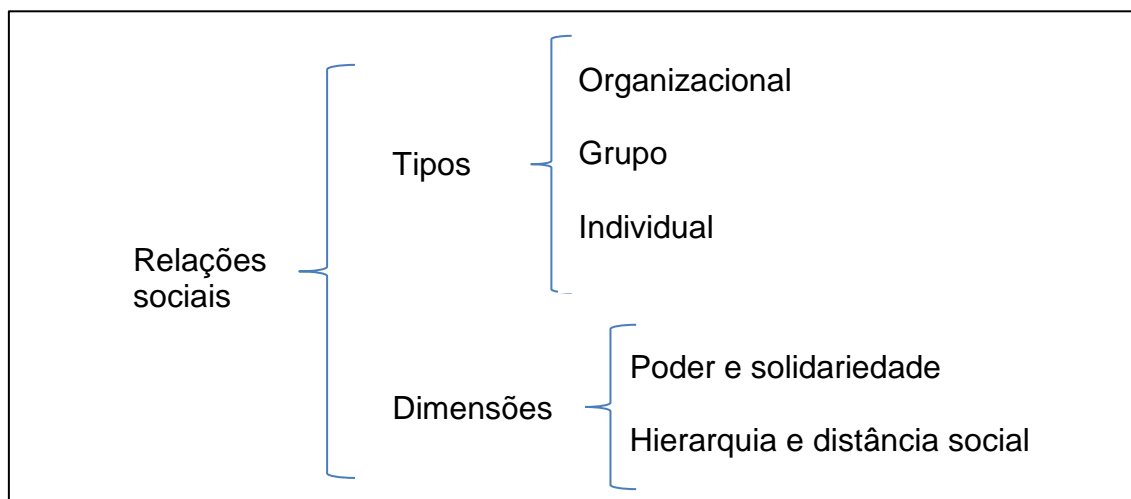 Organizacional
Tipos
Grupo
Individual
Relações
sociais
Poder e solidariedade
Dimensões
Hierarquia e distância social